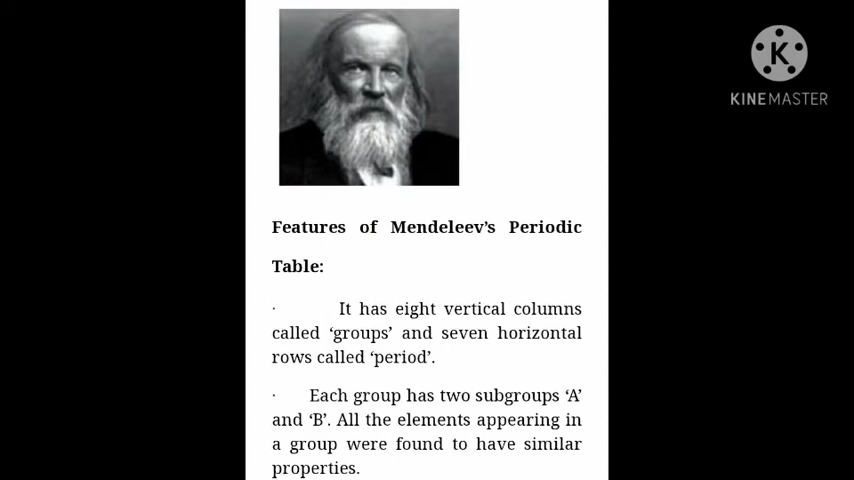 K
KINEMASTER
Features of Mendeleev’s Periodic
Table:
· It has eight vertical columns
called ‘groups’ and seven horizontal
rows called ‘period’.
· Each group has two subgroups ‘A’
and ‘B’. All the elements appearing in
a group were found to have similar
properties.